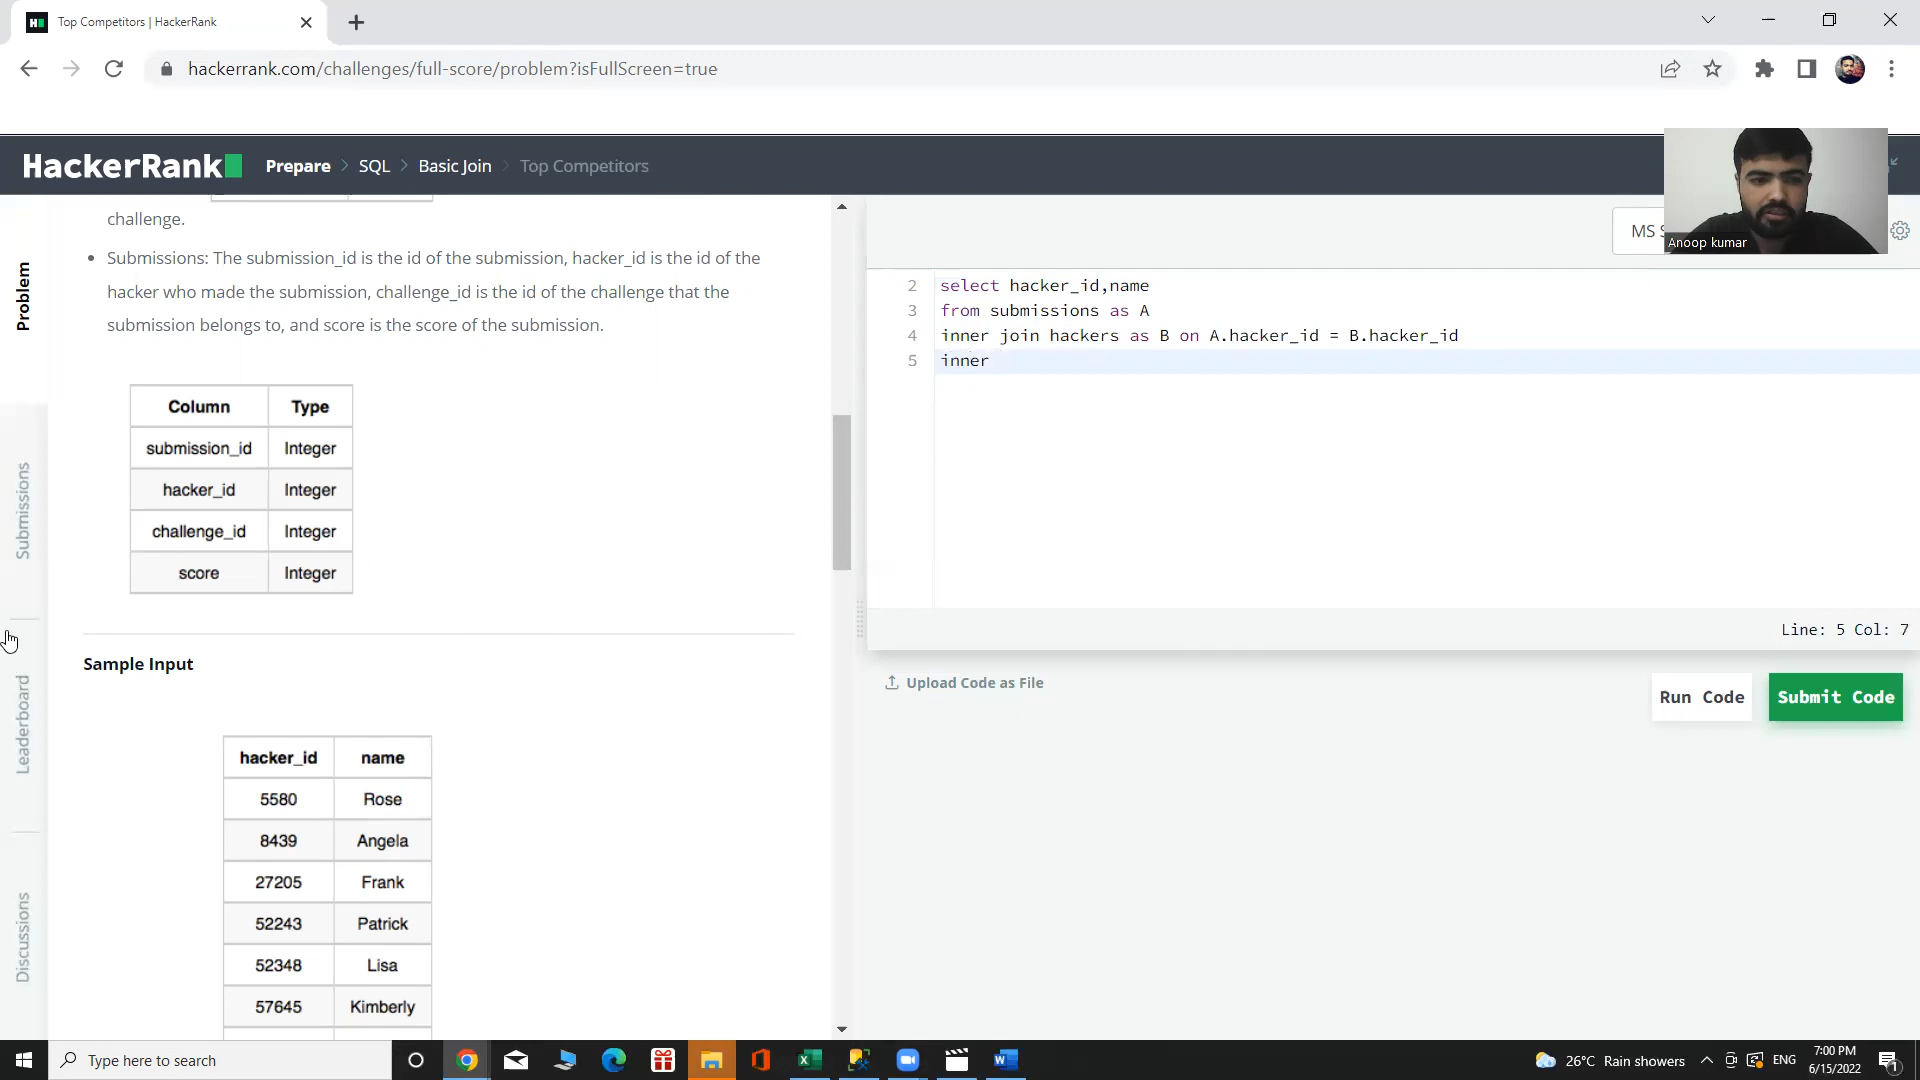 Top Competitors | HackerRank
hackerrank.com/challenges/full-score/problem?isFullScreen=true
HackerRank
Prepare
SQL
Basic Join
Top Competitors
Anoop kumar
MS S
Problem
Submissions
Leaderboard
Discussions
challenge.
Submissions: The submission_id is the id of the submission, hacker_id is the id of the
hacker who made the submission, challenge_id is the id of the challenge that the
submission belongs to, and score is the score of the submission.
Column Type
submission_id Integer
hacker_id Integer
challenge_id Integer
score Integer
Sample Input
hacker_id name
5580 Rose
8439 Angela
27205 Frank
52243 Patrick
52348 Lisa
57645 Kimberly
2 select hacker_id,name
3 from submissions as A
4 inner join hackers as B on A.hacker_id = B.hacker_id
5 inner
Line: 5 Col: 7
Upload Code as File
Run Code
Submit Code
Type here to search
26°C Rain showers
ENG
7:00 PM
6/15/2022
1